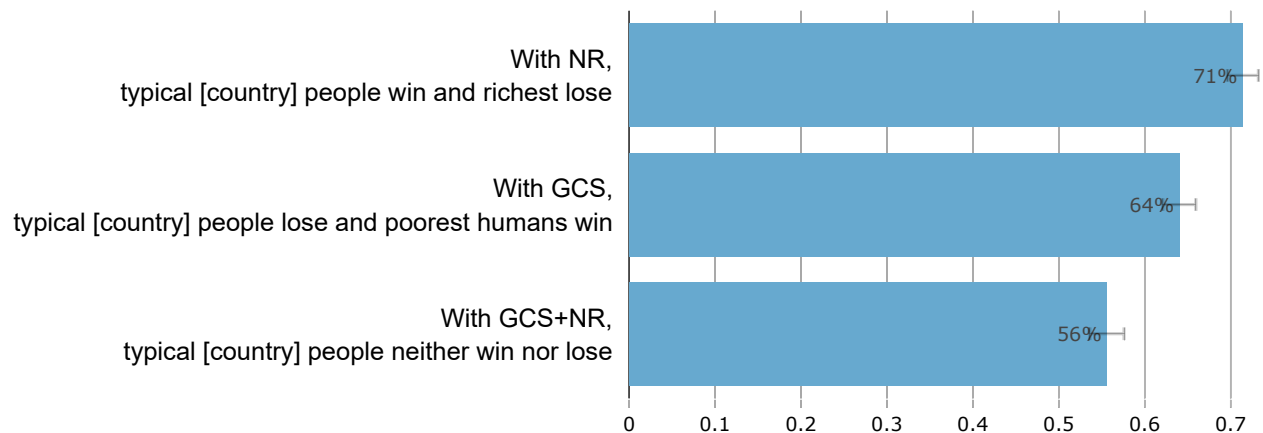 With NR,
typical [country] people win and richest lose
71%
With GCS,
typical [country] people lose and poorest humans win
64%
With GCS+NR,
typical [country] people neither win nor lose
56%
0 0.1 0.2 0.3 0.4 0.5 0.6 0.7